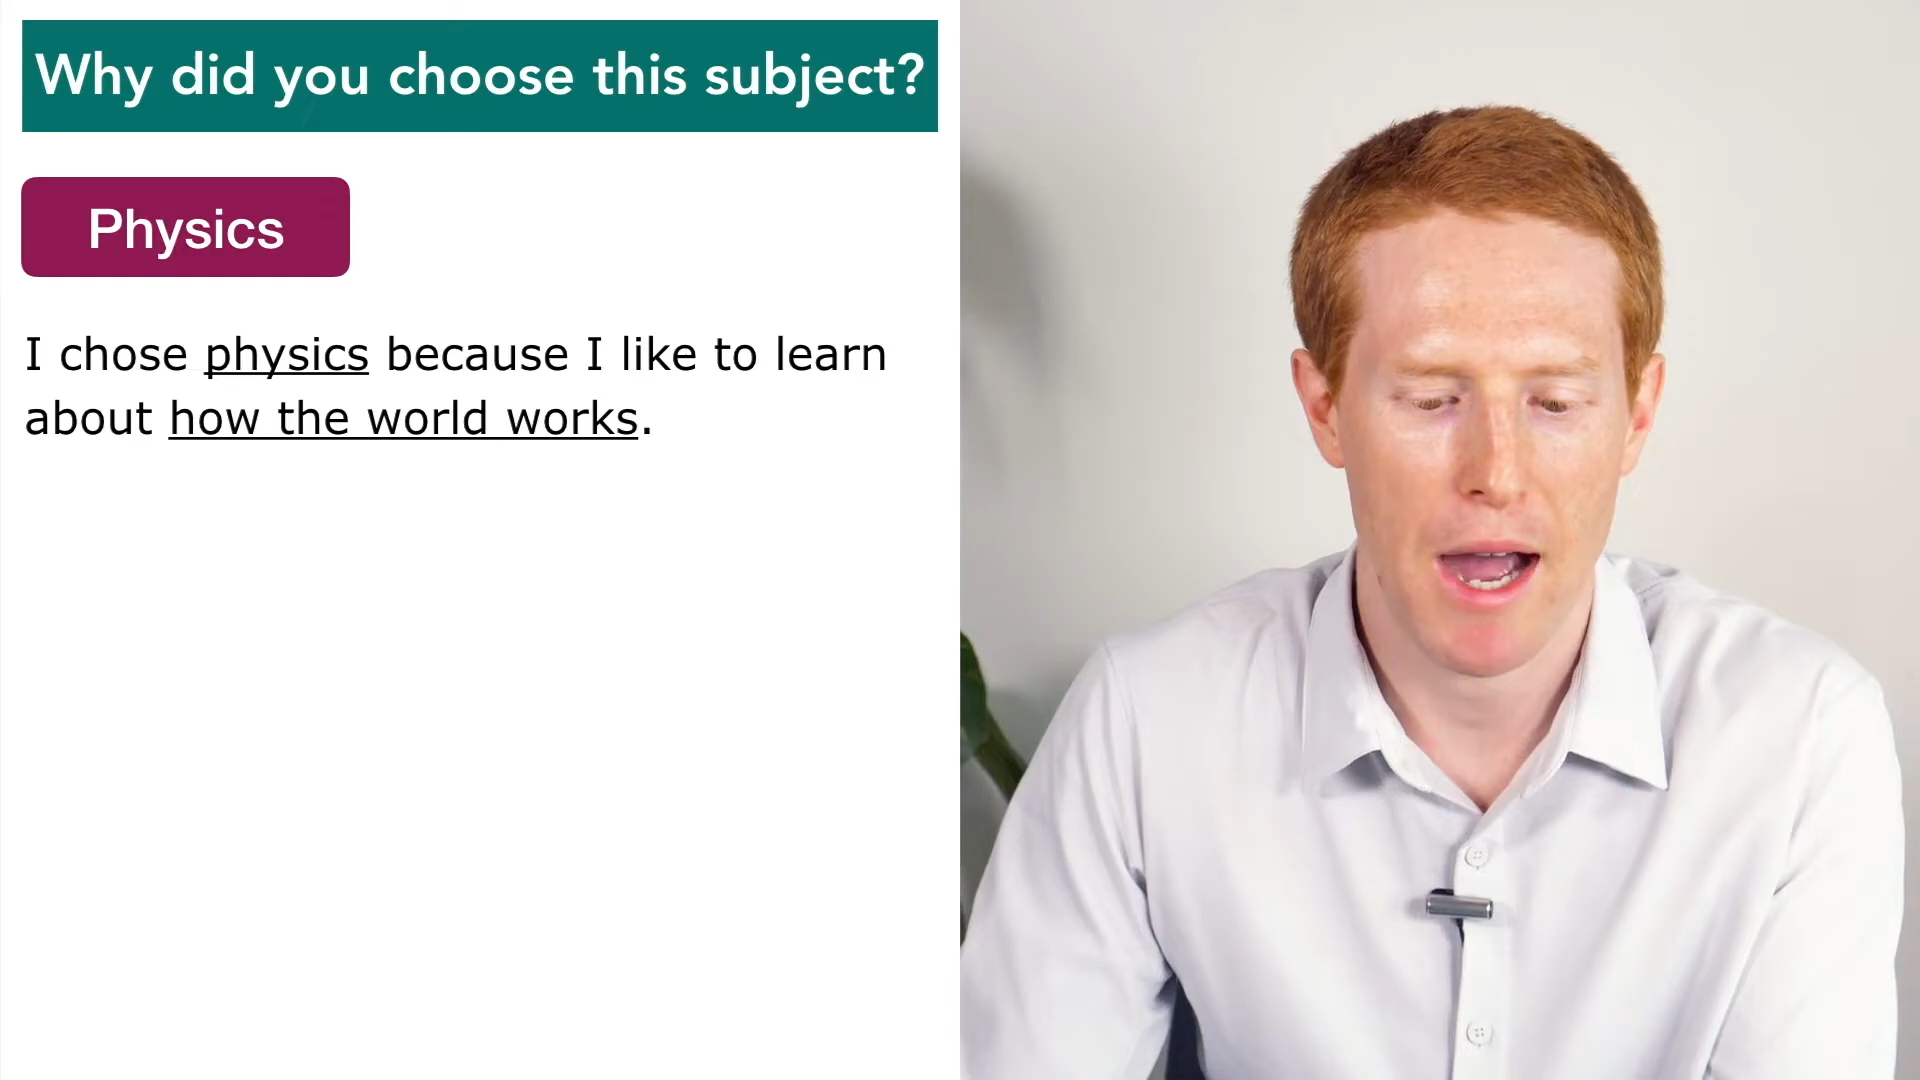 Why did you choose this subject?
Physics
I chose physics because I like to learn
about how the world works.